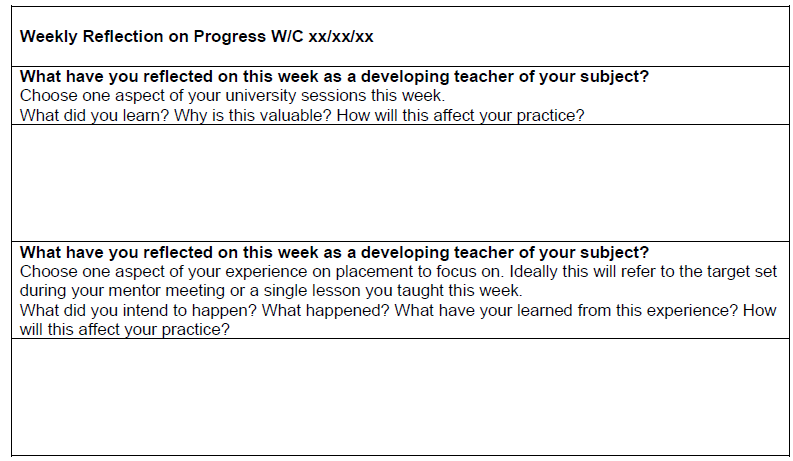 Weekly Reflection on Progress W/C xx/xx/xx
What have you reflected on this week as a developing teacher of your subject?
Choose one aspect of your university sessions this week.
What did you learn? Why is this valuable? How will this affect your practice?
What have you reflected on this week as a developing teacher of your subject?
Choose one aspect of your experience on placement to focus on. Ideally this will refer to the target set
during your mentor meeting or a single lesson you taught this week.
What did you intend to happen? What happened? What have your learned from this experience? How
will this affect your practice?